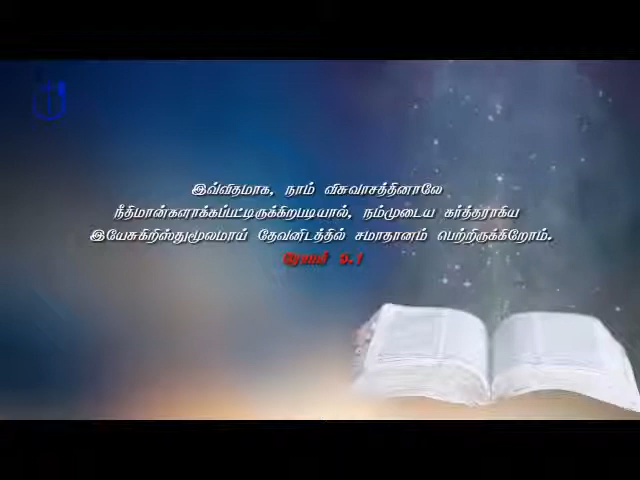 இவ்விதமாக, நாம் விசுவாசத்தினாலே
நீதிமான்களாக்கப்பட்டிருக்கிறபடியால், நம்முடைய கர்த்தராகிய
இயேசுகிறிஸ்துமூலமாய் தேவனிடத்தில் சமாதானம் பெற்றிருக்கிறோம்.
ரோமர் 5.1